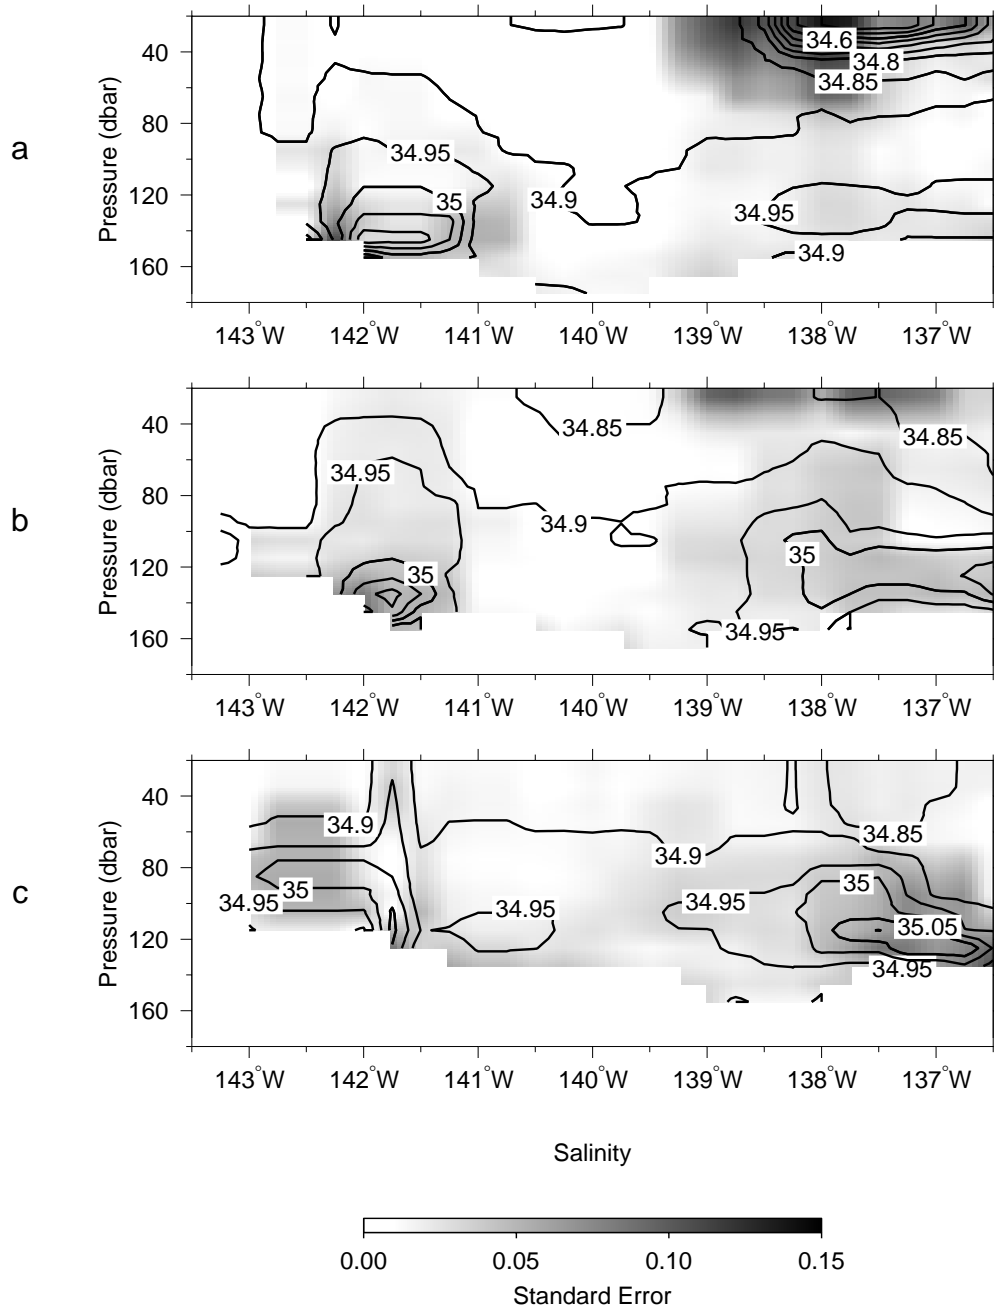 a
Pressure (dbar)
40
80
120
160
34.6
34.8
34.85
34.95
35
34.9
34.95
34.9
143°W
142°W
141°W
140°W
139°W
138°W
137°W
b
Pressure (dbar)
40
80
120
160
34.85
34.85
34.95
34.9
35
35
34.95
143°W
142°W
141°W
140°W
139°W
138°W
137°W
c
Pressure (dbar)
40
80
120
160
34.9
34.85
34.9
35
35
34.95
34.95
34.95
35.05
34.95
143°W
142°W
141°W
140°W
139°W
138°W
137°W
Salinity
0.00
0.05
0.10
0.15
Standard Error